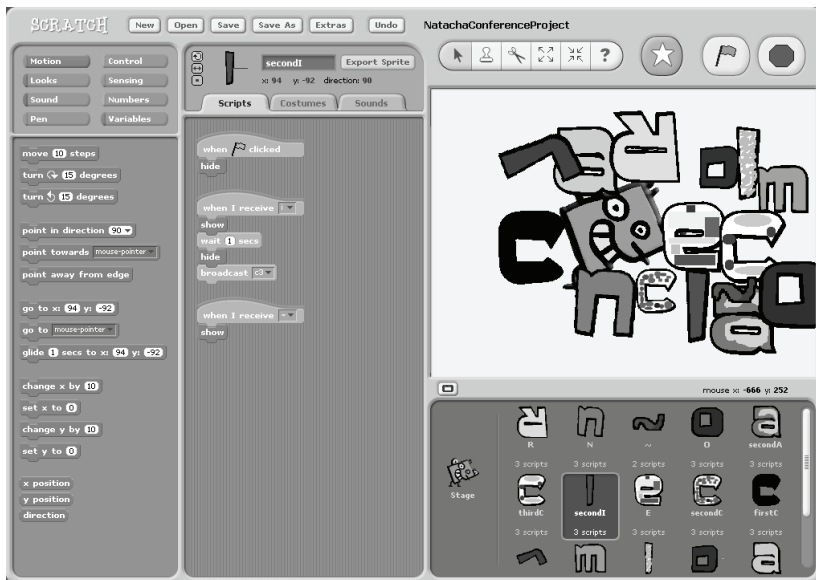 SCRATCH New Open Save Save As Extras Undo NatachaConferenceProject
Motion Control
Looks Sensing
Sound Numbers
Pen Variables
move 10 steps
turn 15 degrees
turn 15 degrees
point in direction 90
point towards mouse-pointer
point away from edge
go to x: 94 y: -92
go to mouse-pointer
glide 1 secs to x: 94 y: -92
change x by 10
set x to 0
change y by 10
set y to 0
x position
y position
direction
secondI Export Sprite
x: 94 y: -92 direction: 90
Scripts Costumes Sounds
when clicked
hide
when I receive i
show
wait 1 secs
hide
broadcast c3
when I receive ~
show
?
mouse x: -666 y: 252
Stage
R N ~ O secondA
3 scripts 3 scripts 2 scripts 3 scripts 3 scripts
thirdC secondI E secondC firstC
3 scripts 3 scripts 3 scripts 3 scripts 3 scripts